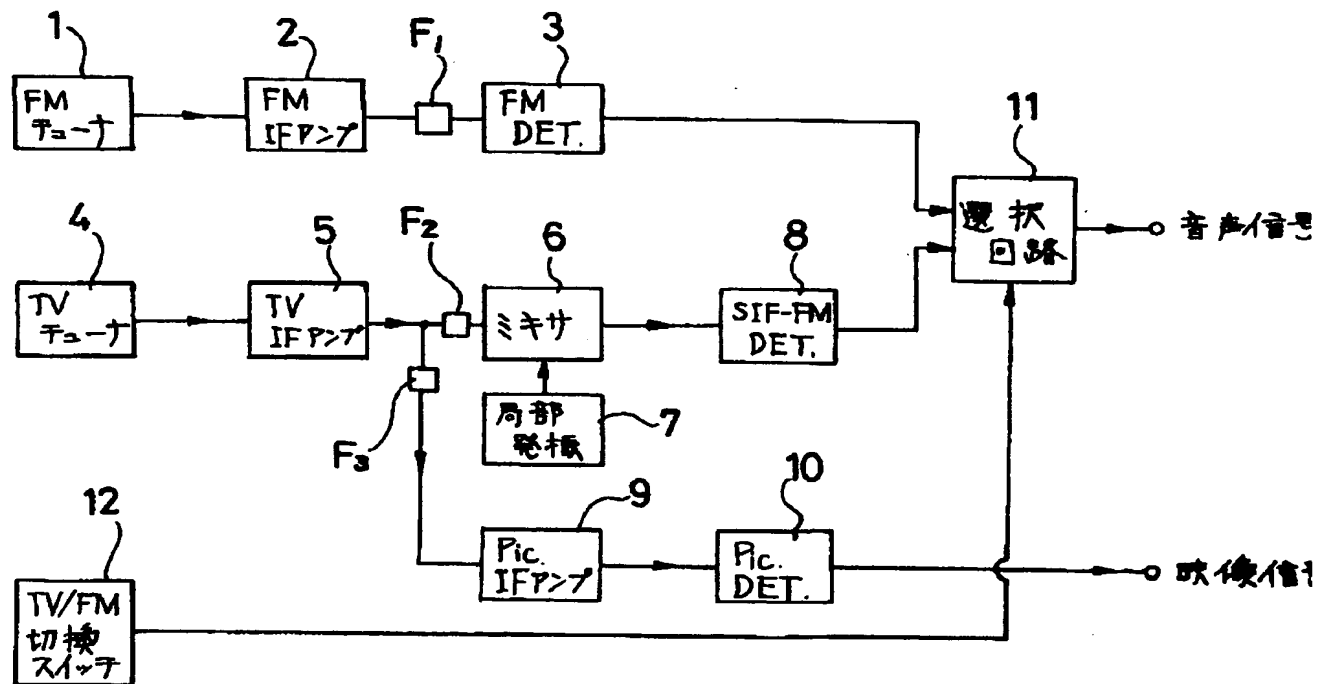 1
2
F₁
3
FM
チューナ
FM
IFアンプ
FM
DET.
11
選択
回路
音声信号
4
5
F₂
6
8
TV
チューナ
TV
IFアンプ
ミキサ
SIF-FM
DET.
局部
発振
7
F₃
9
10
Pic.
IFアンプ
Pic.
DET.
映像信号
12
TV/FM
切換
スイッチ